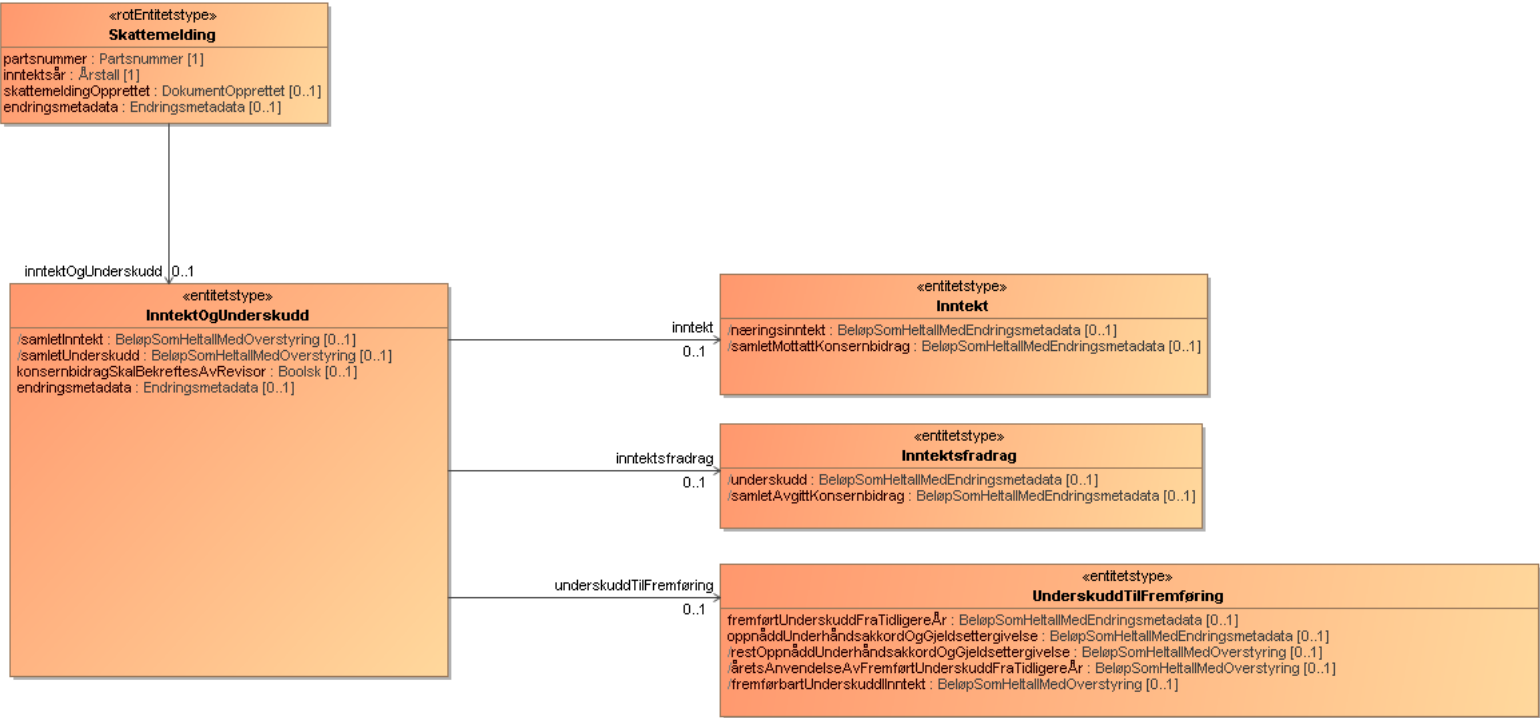 «rotEntitetstype»
Skattemelding
partsnummer : Partsnummer [1]
inntektsår : Årstall [1]
skattemeldingOpprettet : DokumentOpprettet [0..1]
endringsmetadata : Endringsmetadata [0..1]
inntektOgUnderskudd 0..1
«entitetstype»
InntektOgUnderskudd
/samletInntekt : BeløpSomHeltallMedOverstyring [0..1]
/samletUnderskudd : BeløpSomHeltallMedOverstyring [0..1]
konsernbidragSkalBekreftesAvRevisor : Boolsk [0..1]
endringsmetadata : Endringsmetadata [0..1]
inntekt
0..1
«entitetstype»
Inntekt
/næringsinntekt : BeløpSomHeltallMedEndringsmetadata [0..1]
/samletMottattKonsernbidrag : BeløpSomHeltallMedEndringsmetadata [0..1]
inntektsfradrag
0..1
«entitetstype»
Inntektsfradrag
/underskudd : BeløpSomHeltallMedEndringsmetadata [0..1]
/samletAvgittKonsernbidrag : BeløpSomHeltallMedEndringsmetadata [0..1]
underskuddTilFremføring
0..1
«entitetstype»
UnderskuddTilFremføring
fremførtUnderskuddFraTidligereÅr : BeløpSomHeltallMedEndringsmetadata [0..1]
oppnåddUnderhåndsakkordOgGjeldsettergivelse : BeløpSomHeltallMedEndringsmetadata [0..1]
/restOppnåddUnderhåndsakkordOgGjeldsettergivelse : BeløpSomHeltallMedOverstyring [0..1]
/åretsAnvendelseAvFremførtUnderskuddFraTidligereÅr : BeløpSomHeltallMedOverstyring [0..1]
/fremførbartUnderskuddIInntekt : BeløpSomHeltallMedOverstyring [0..1]